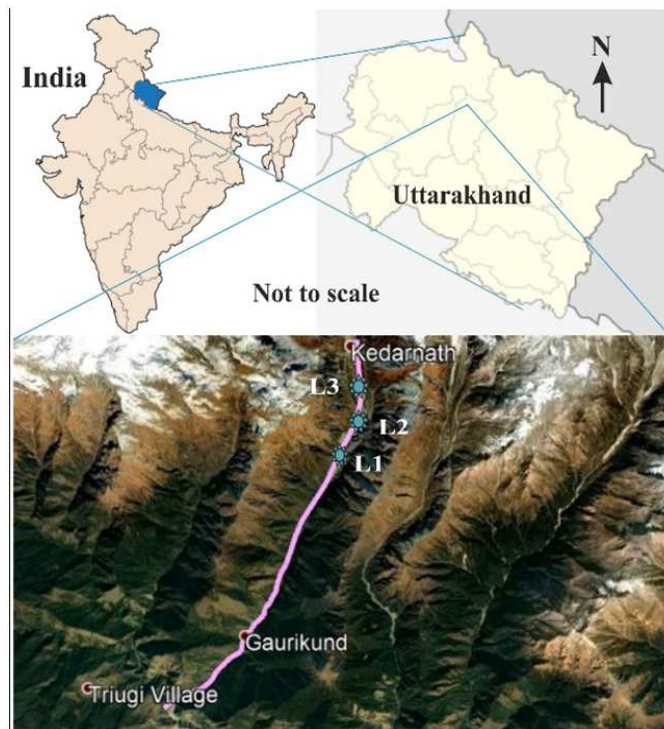 India
N
Uttarakhand
Not to scale
Kedarnath
L3
L2
L1
Gaurikund
Triugi Village